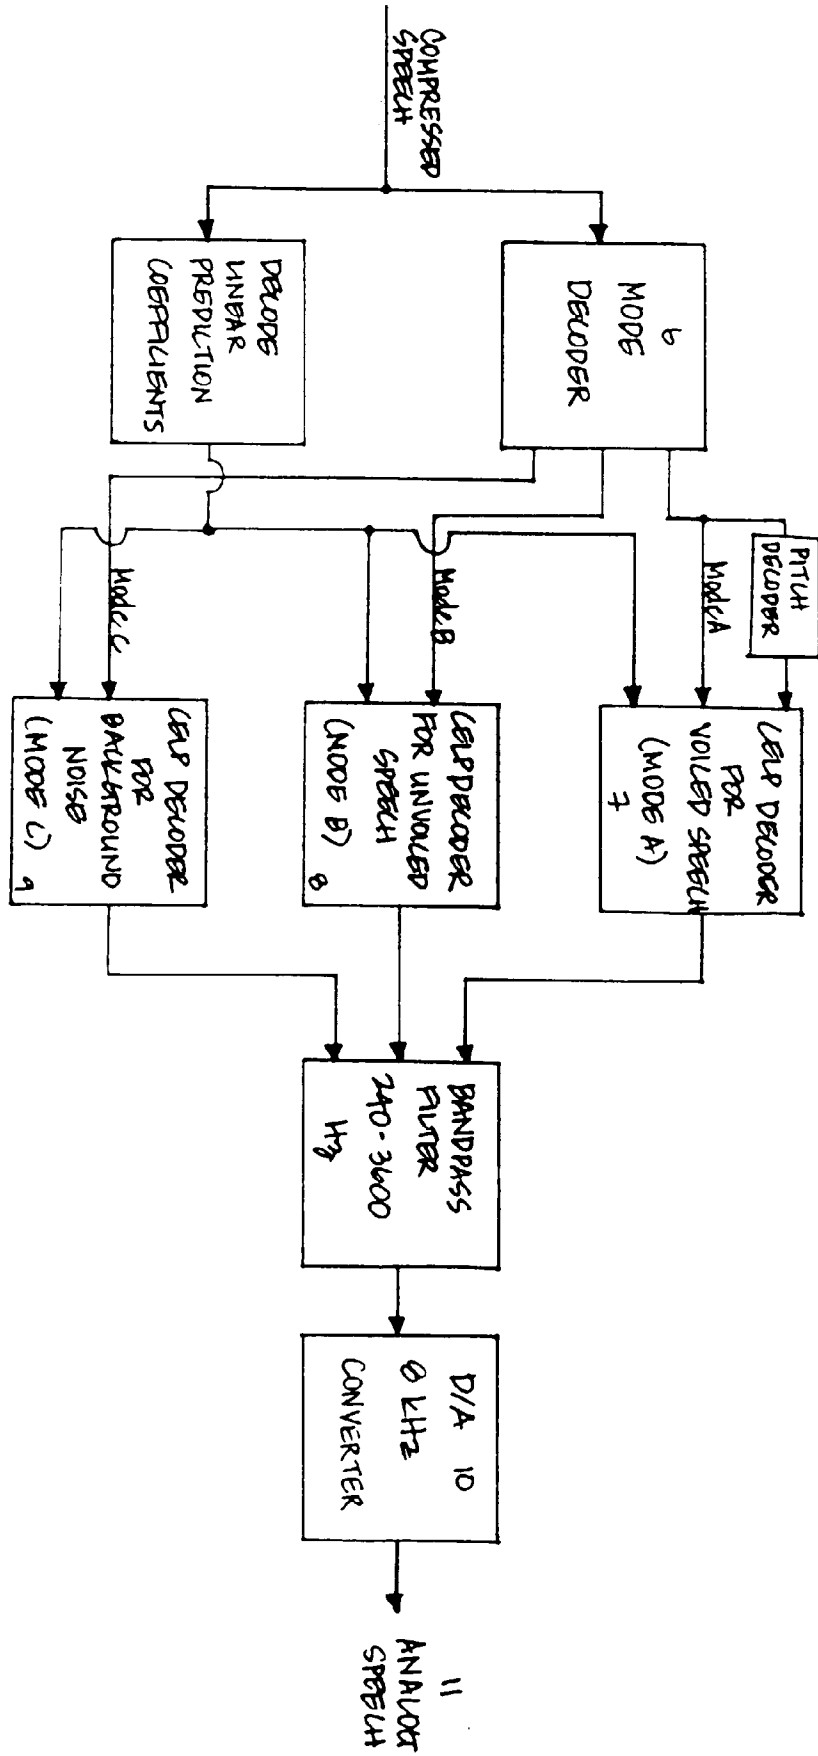 COMPRESSED
SPEECH
6
MODE
DECODER
DECODE
LINEAR
PREDICTION
COEFFICIENTS
PITCH
DECODER
Mode A
Mode B
Mode C
CELP DECODER
FOR
VOICED SPEECH
(MODE A)
7
CELP DECODER
FOR UNVOICED
SPEECH
(MODE B)
8
CELP DECODER
FOR
BACKGROUND
NOISE
(MODE C) 9
BANDPASS
FILTER
240-3600
Hz
D/A 10
8 kHz
CONVERTER
11
ANALOG
SPEECH